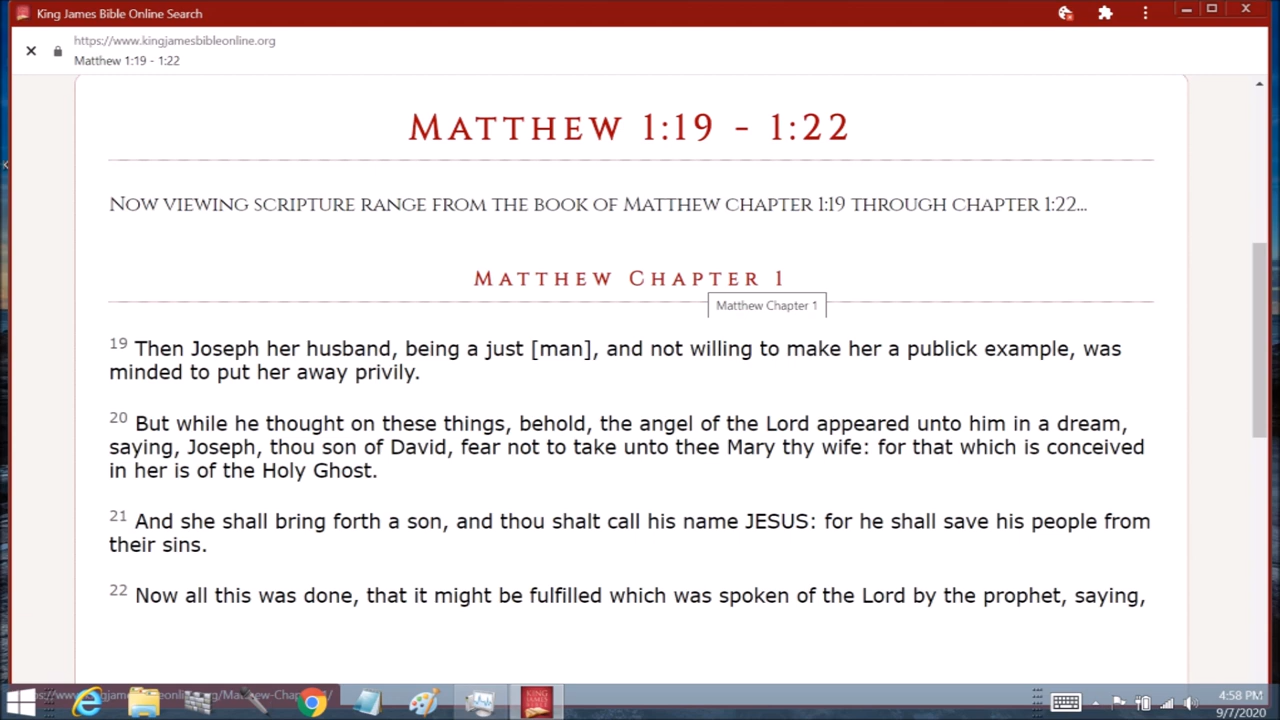 King James Bible Online Search
https://www.kingjamesbibleonline.org
Matthew 1:19 - 1:22
Matthew 1:19 - 1:22
Now viewing scripture range from the book of Matthew chapter 1:19 through chapter 1:22...
Matthew Chapter 1
Matthew Chapter 1
19 Then Joseph her husband, being a just [man], and not willing to make her a publick example, was
minded to put her away privily.
20 But while he thought on these things, behold, the angel of the Lord appeared unto him in a dream,
saying, Joseph, thou son of David, fear not to take unto thee Mary thy wife: for that which is conceived
in her is of the Holy Ghost.
21 And she shall bring forth a son, and thou shalt call his name JESUS: for he shall save his people from
their sins.
22 Now all this was done, that it might be fulfilled which was spoken of the Lord by the prophet, saying,
KING
JAMES
BIBLE
4:58 PM
9/7/2020